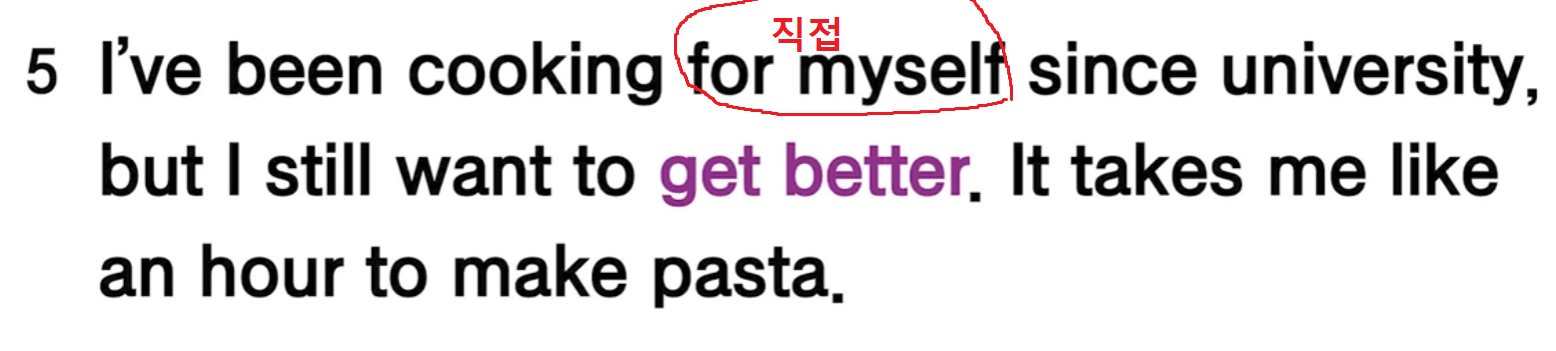 직접
5 I've been cooking for myself since university,
but I still want to get better. It takes me like
an hour to make pasta.